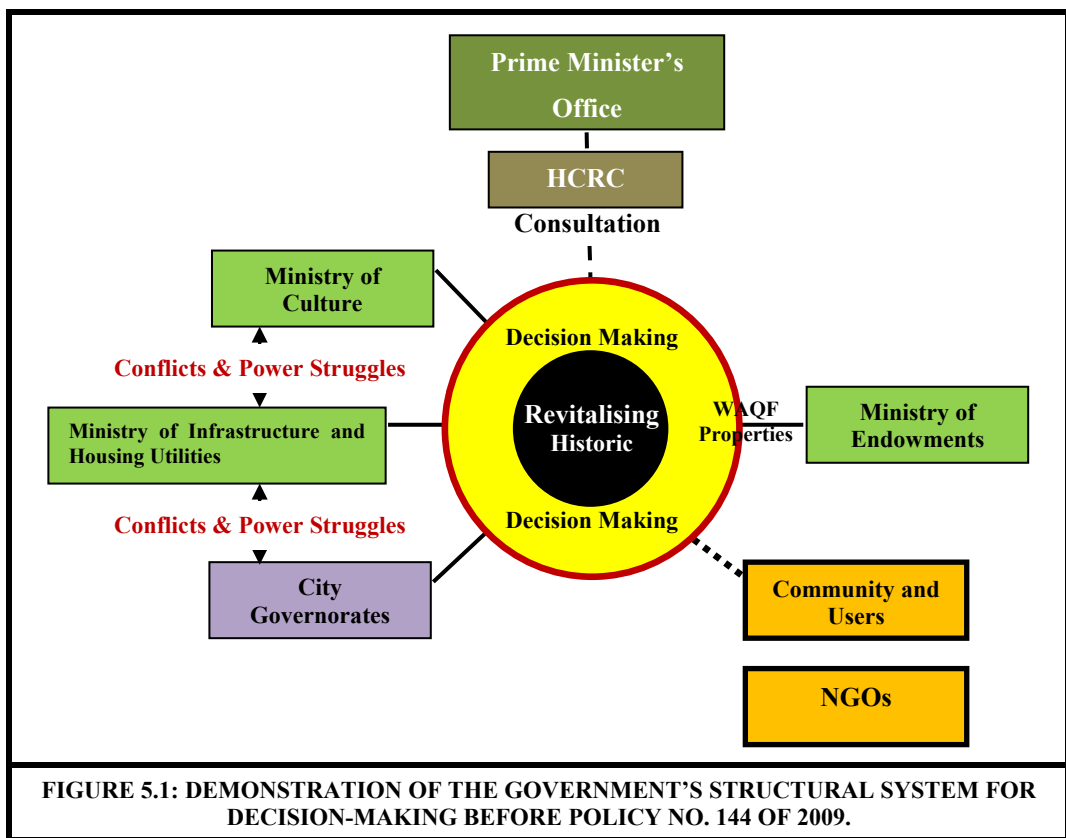 Prime Minister's
Office
HCRC
Consultation
Ministry of
Culture
Decision Making
Conflicts & Power Struggles
Revitalising
Historic
WAQF
Properties
Ministry of
Endowments
Ministry of Infrastructure and
Housing Utilities
Conflicts & Power Struggles
Decision Making
City
Governorates
Community and
Users
NGOs
FIGURE 5.1: DEMONSTRATION OF THE GOVERNMENT'S STRUCTURAL SYSTEM FOR
DECISION-MAKING BEFORE POLICY NO. 144 OF 2009.